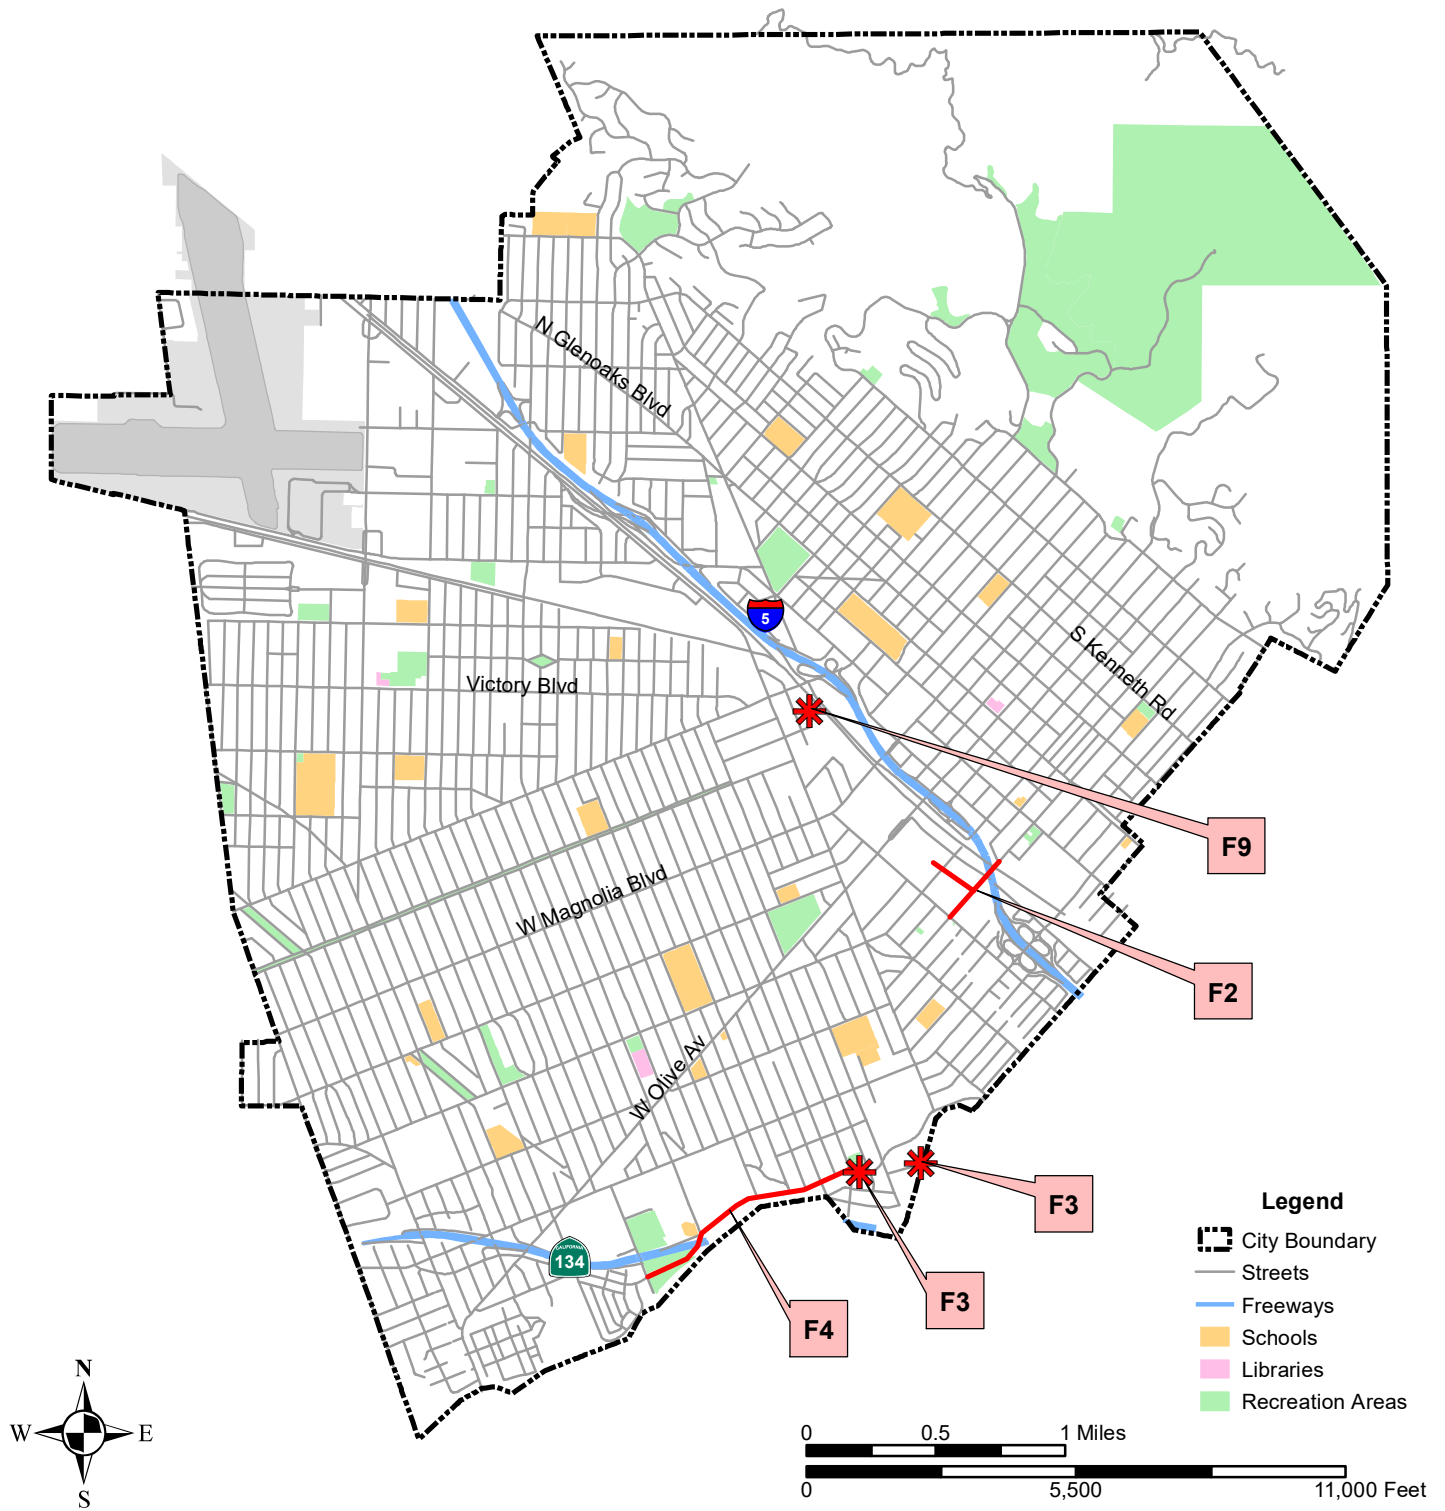 N Glenoaks Blvd
5
S Kenneth Rd
Victory Blvd
F9
W Magnolia Blvd
F2
W Olive Av
F3
Legend
City Boundary
CALIFORNIA
134
Streets
F3
Freeways
F4
Schools
Libraries
Recreation Areas
N
W E
S
0 0.5 1 Miles
0 5,500 11,000 Feet